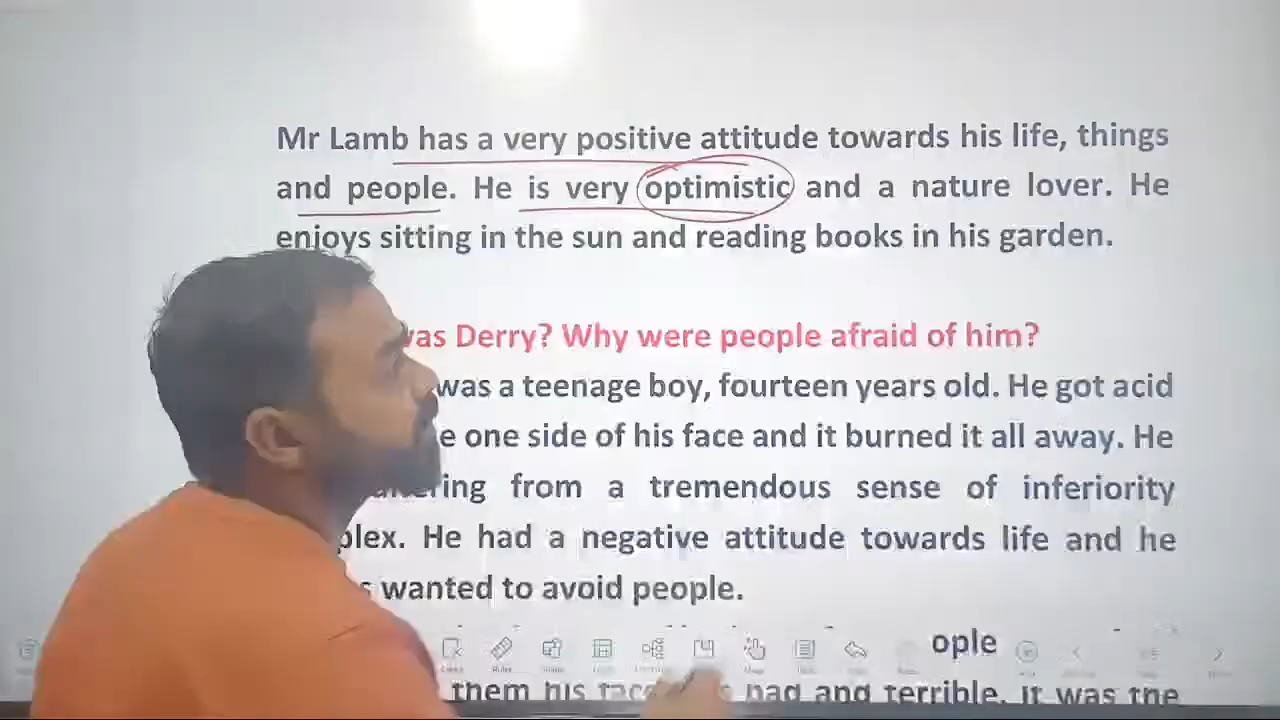 Mr Lamb has a very positive attitude towards his life, things
and people. He is very optimistic and a nature lover. He
enjoys sitting in the sun and reading books in his garden.
was Derry? Why were people afraid of him?
was a teenage boy, fourteen years old. He got acid
one side of his face and it burned it all away. He
from a tremendous sense of inferiority
He had a negative attitude towards life and he
wanted to avoid people.
them his bad and terrible. It was the